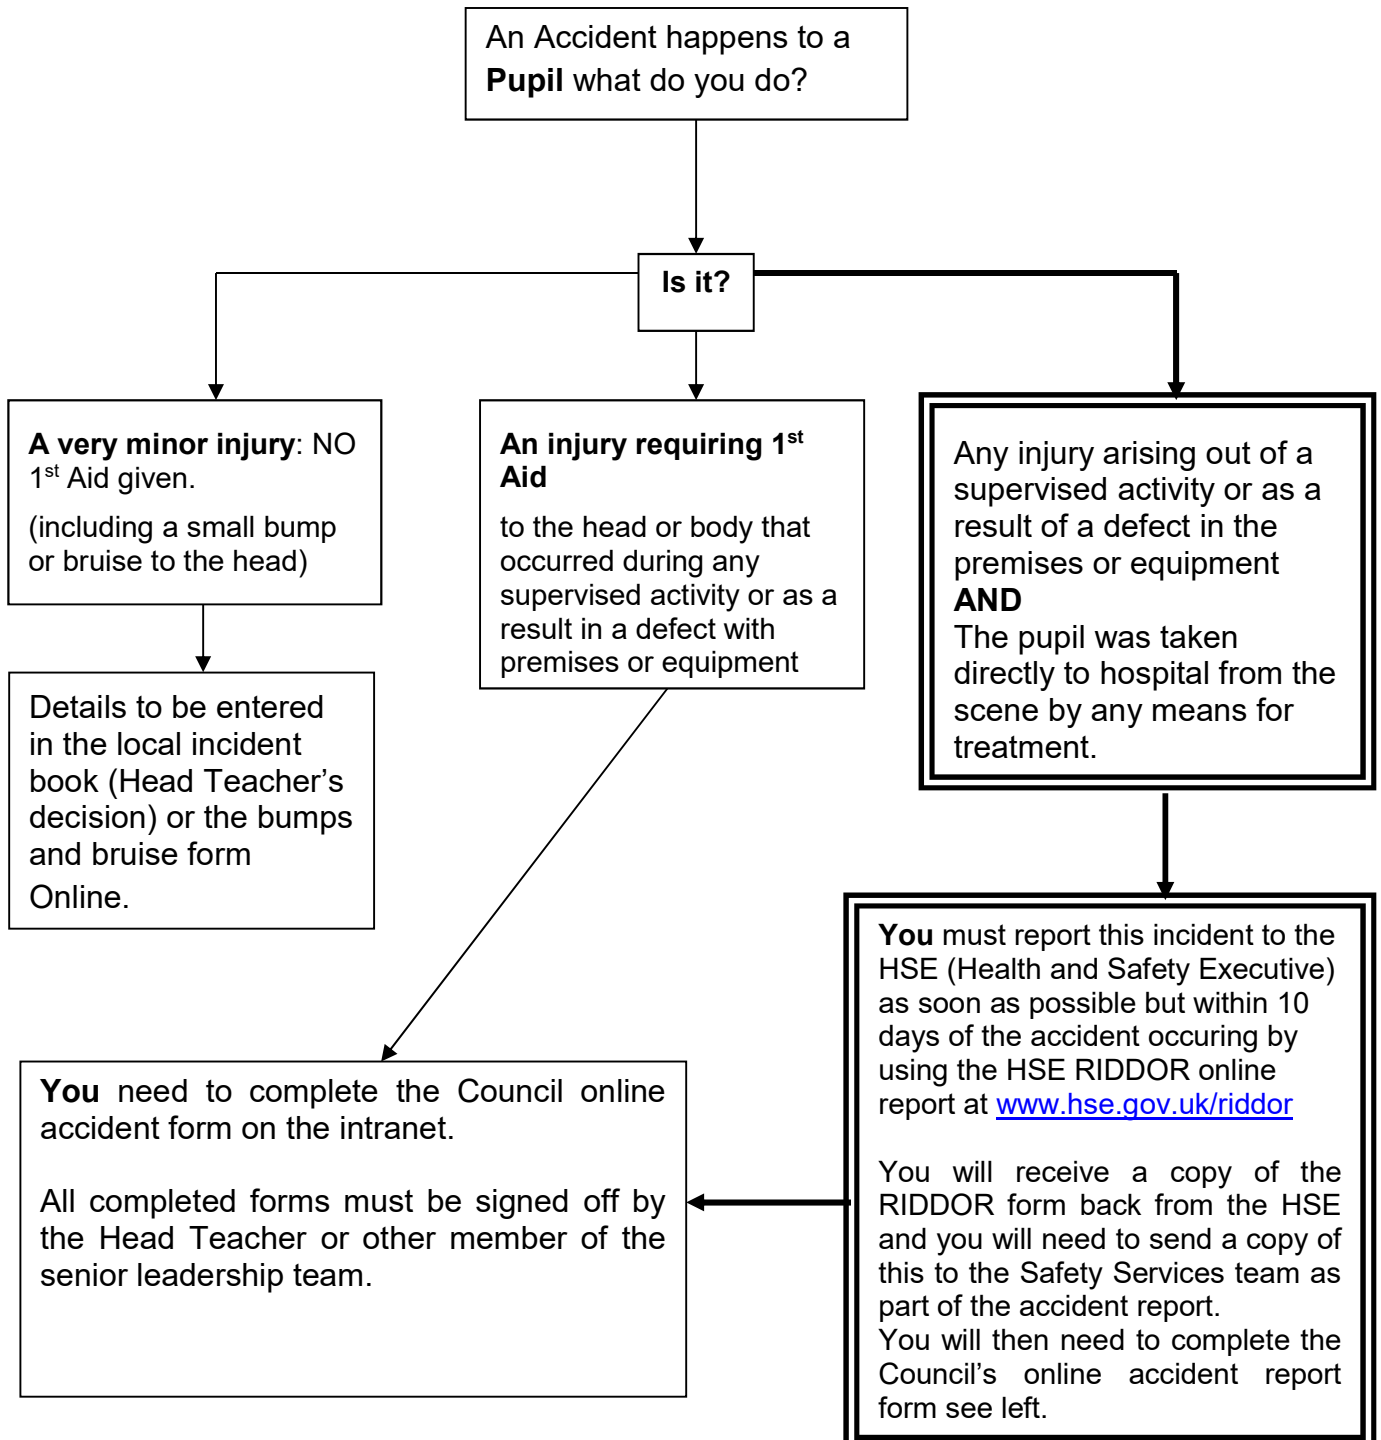 An Accident happens to a
Pupil what do you do?
Is it?
A very minor injury: NO
1st Aid given.
(including a small bump
or bruise to the head)
An injury requiring 1st
Aid
to the head or body that
occurred during any
supervised activity or as a
result in a defect with
premises or equipment
Any injury arising out of a
supervised activity or as a
result of a defect in the
premises or equipment
AND
The pupil was taken
directly to hospital from the
scene by any means for
treatment.
Details to be entered
in the local incident
book (Head Teacher’s
decision) or the bumps
and bruise form
Online.
You need to complete the Council online
accident form on the intranet.
All completed forms must be signed off by
the Head Teacher or other member of the
senior leadership team.
You must report this incident to the
HSE (Health and Safety Executive)
as soon as possible but within 10
days of the accident occuring by
using the HSE RIDDOR online
report at www.hse.gov.uk/riddor
You will receive a copy of the
RIDDOR form back from the HSE
and you will need to send a copy of
this to the Safety Services team as
part of the accident report.
You will then need to complete the
Council’s online accident report
form see left.